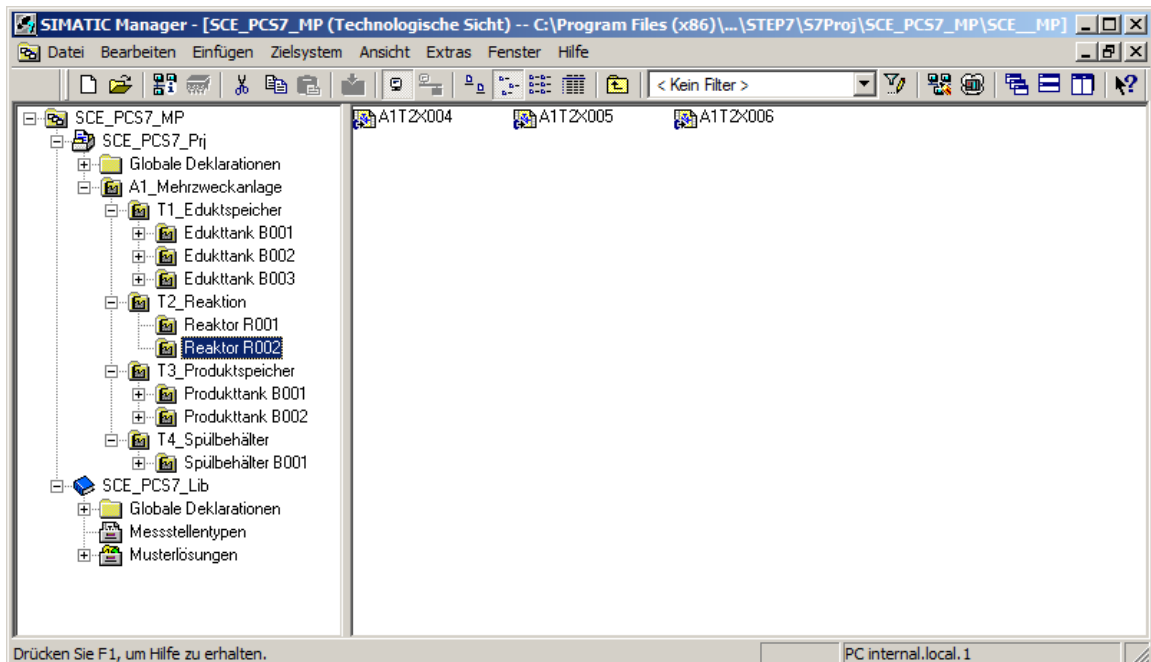 SIMATIC Manager - [SCE_PCS7_MP (Technologische Sicht) -- C:\Program Files (x86)\...\STEP7\S7Proj\SCE_PCS7_MP\SCE__MP]
Datei Bearbeiten Einfügen Zielsystem Ansicht Extras Fenster Hilfe
< Kein Filter >
SCE_PCS7_MP
SCE_PCS7_Prj
Globale Deklarationen
A1_Mehrzweckanlage
T1_Eduktspeicher
Edukttank B001
Edukttank B002
Edukttank B003
T2_Reaktion
Reaktor R001
Reaktor R002
T3_Produktspeicher
Produkttank B001
Produkttank B002
T4_Spülbehälter
Spülbehälter B001
SCE_PCS7_Lib
Globale Deklarationen
Messstellentypen
Musterlösungen
A1T2X004 A1T2X005 A1T2X006
Drücken Sie F1, um Hilfe zu erhalten. PC internal.local.1